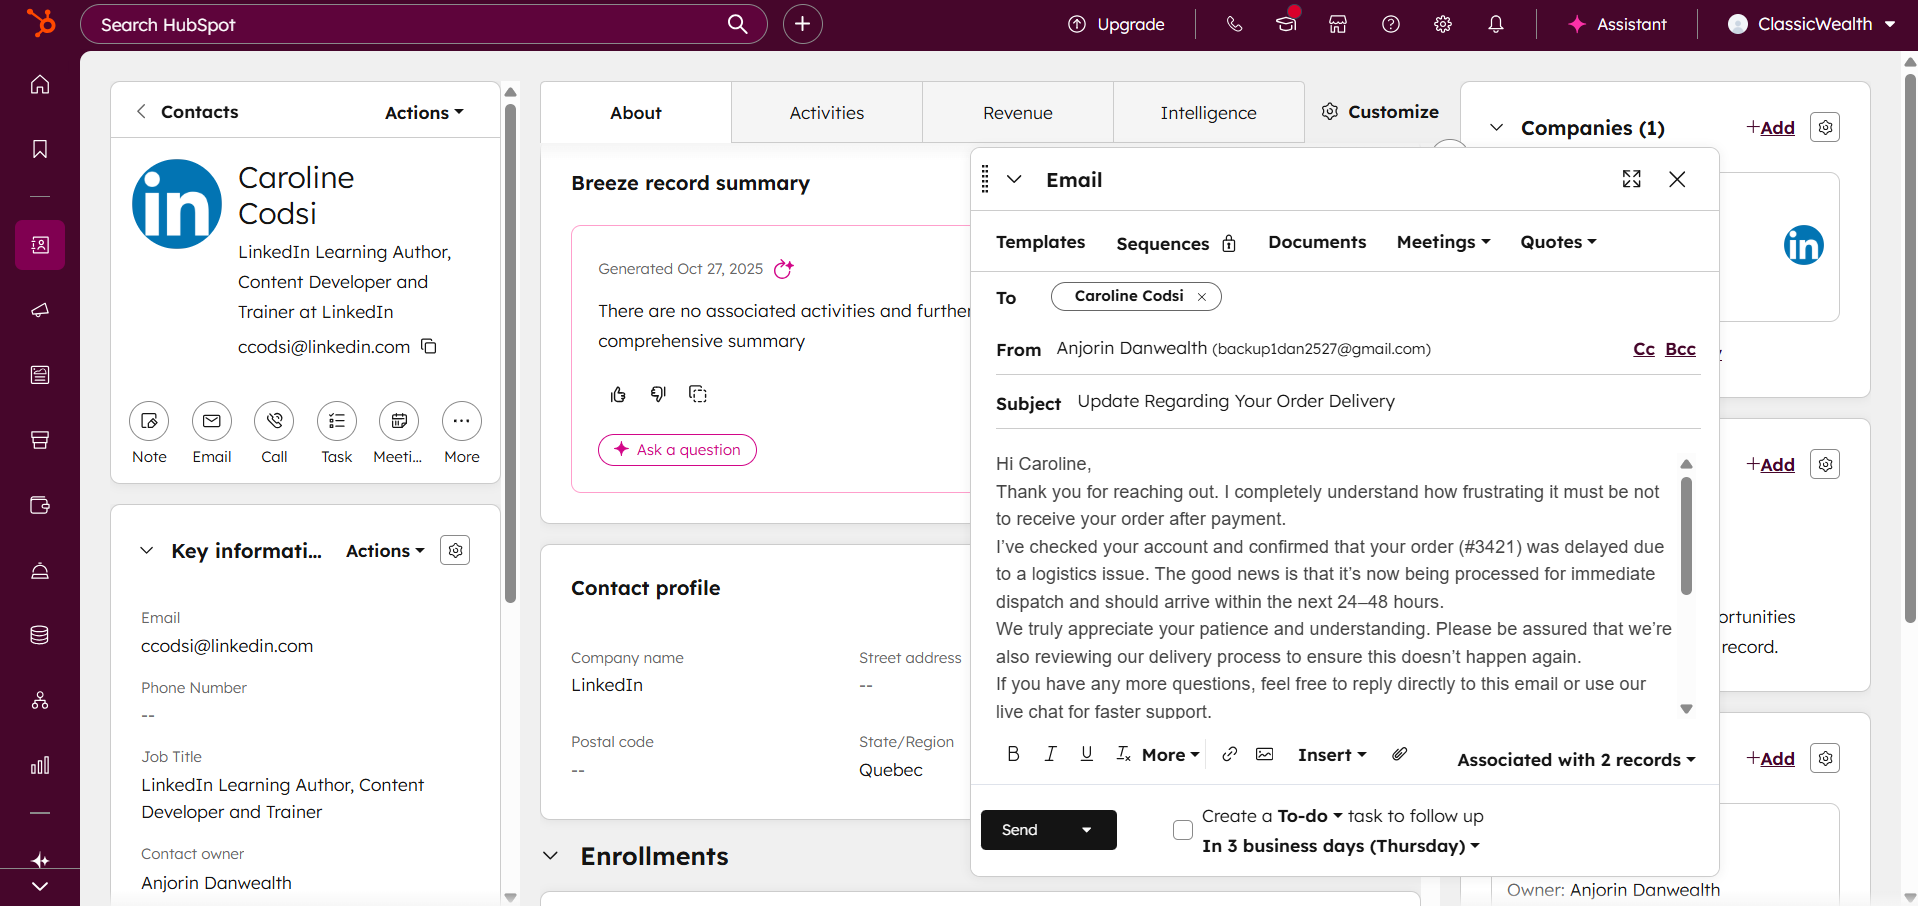 Search HubSpot
Upgrade
Assistant
ClassicWealth
Contacts
Actions
Caroline
Codsi
LinkedIn Learning Author,
Content Developer and
Trainer at LinkedIn
ccodsi@linkedin.com
Note
Email
Call
Task
Meeti...
More
Key informati...
Actions
Email
ccodsi@linkedin.com
Phone Number
--
Job Title
LinkedIn Learning Author, Content
Developer and Trainer
Contact owner
Anjorin Danwealth
About
Activities
Revenue
Intelligence
Customize
Breeze record summary
Generated Oct 27, 2025
There are no associated activities and further
comprehensive summary
Ask a question
Contact profile
Company name
LinkedIn
Street address
--
Postal code
--
State/Region
Quebec
Enrollments
Email
Templates
Sequences
Documents
Meetings
Quotes
To
Caroline Codsi
From
Anjorin Danwealth (backup1dan2527@gmail.com)
Cc
Bcc
Subject
Update Regarding Your Order Delivery
Hi Caroline,
Thank you for reaching out. I completely understand how frustrating it must be not
to receive your order after payment.
I’ve checked your account and confirmed that your order (#3421) was delayed due
to a logistics issue. The good news is that it’s now being processed for immediate
dispatch and should arrive within the next 24–48 hours.
We truly appreciate your patience and understanding. Please be assured that we’re
also reviewing our delivery process to ensure this doesn’t happen again.
If you have any more questions, feel free to reply directly to this email or use our
live chat for faster support.
B
I
U
More
Insert
Associated with 2 records
Send
Create a To-do task to follow up
In 3 business days (Thursday)
Companies (1)
+Add
in
+Add
ortunities
record.
+Add
Owner: Anjorin Danwealth